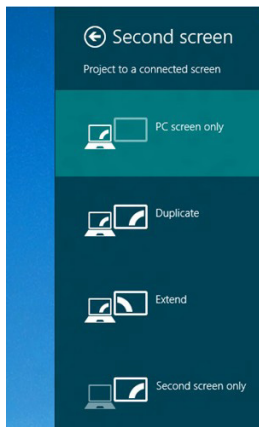 Second screen
Project to a connected screen
PC screen only
Duplicate
Extend
Second screen only